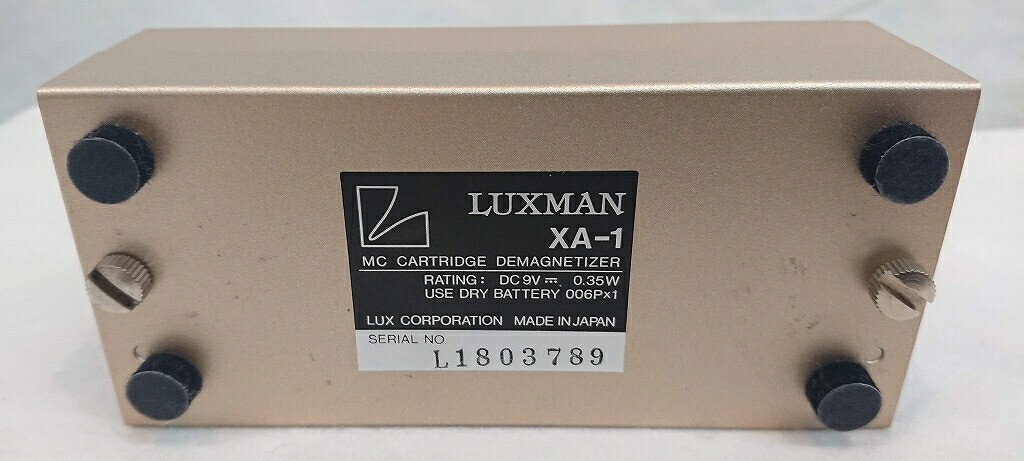 LUXMAN
XA-1
MC CARTRIDGE DEMAGNETIZER
RATING: DC 9V⎓ 0.35W
USE DRY BATTERY 006P×1
LUX CORPORATION MADE IN JAPAN
SERIAL NO.
L1803789